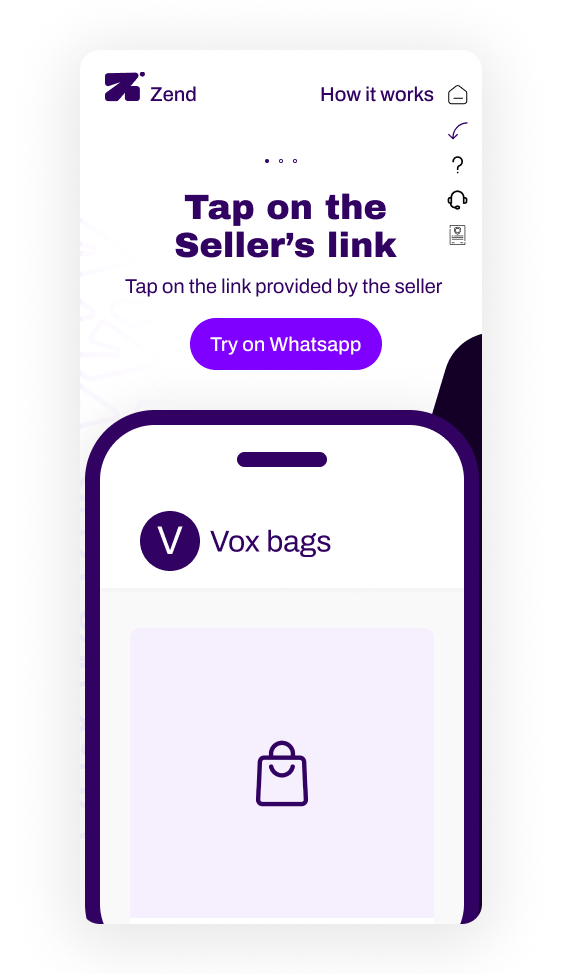 Zend
How it works
Tap on the
Seller’s link
Tap on the link provided by the seller
Try on Whatsapp
V
Vox bags